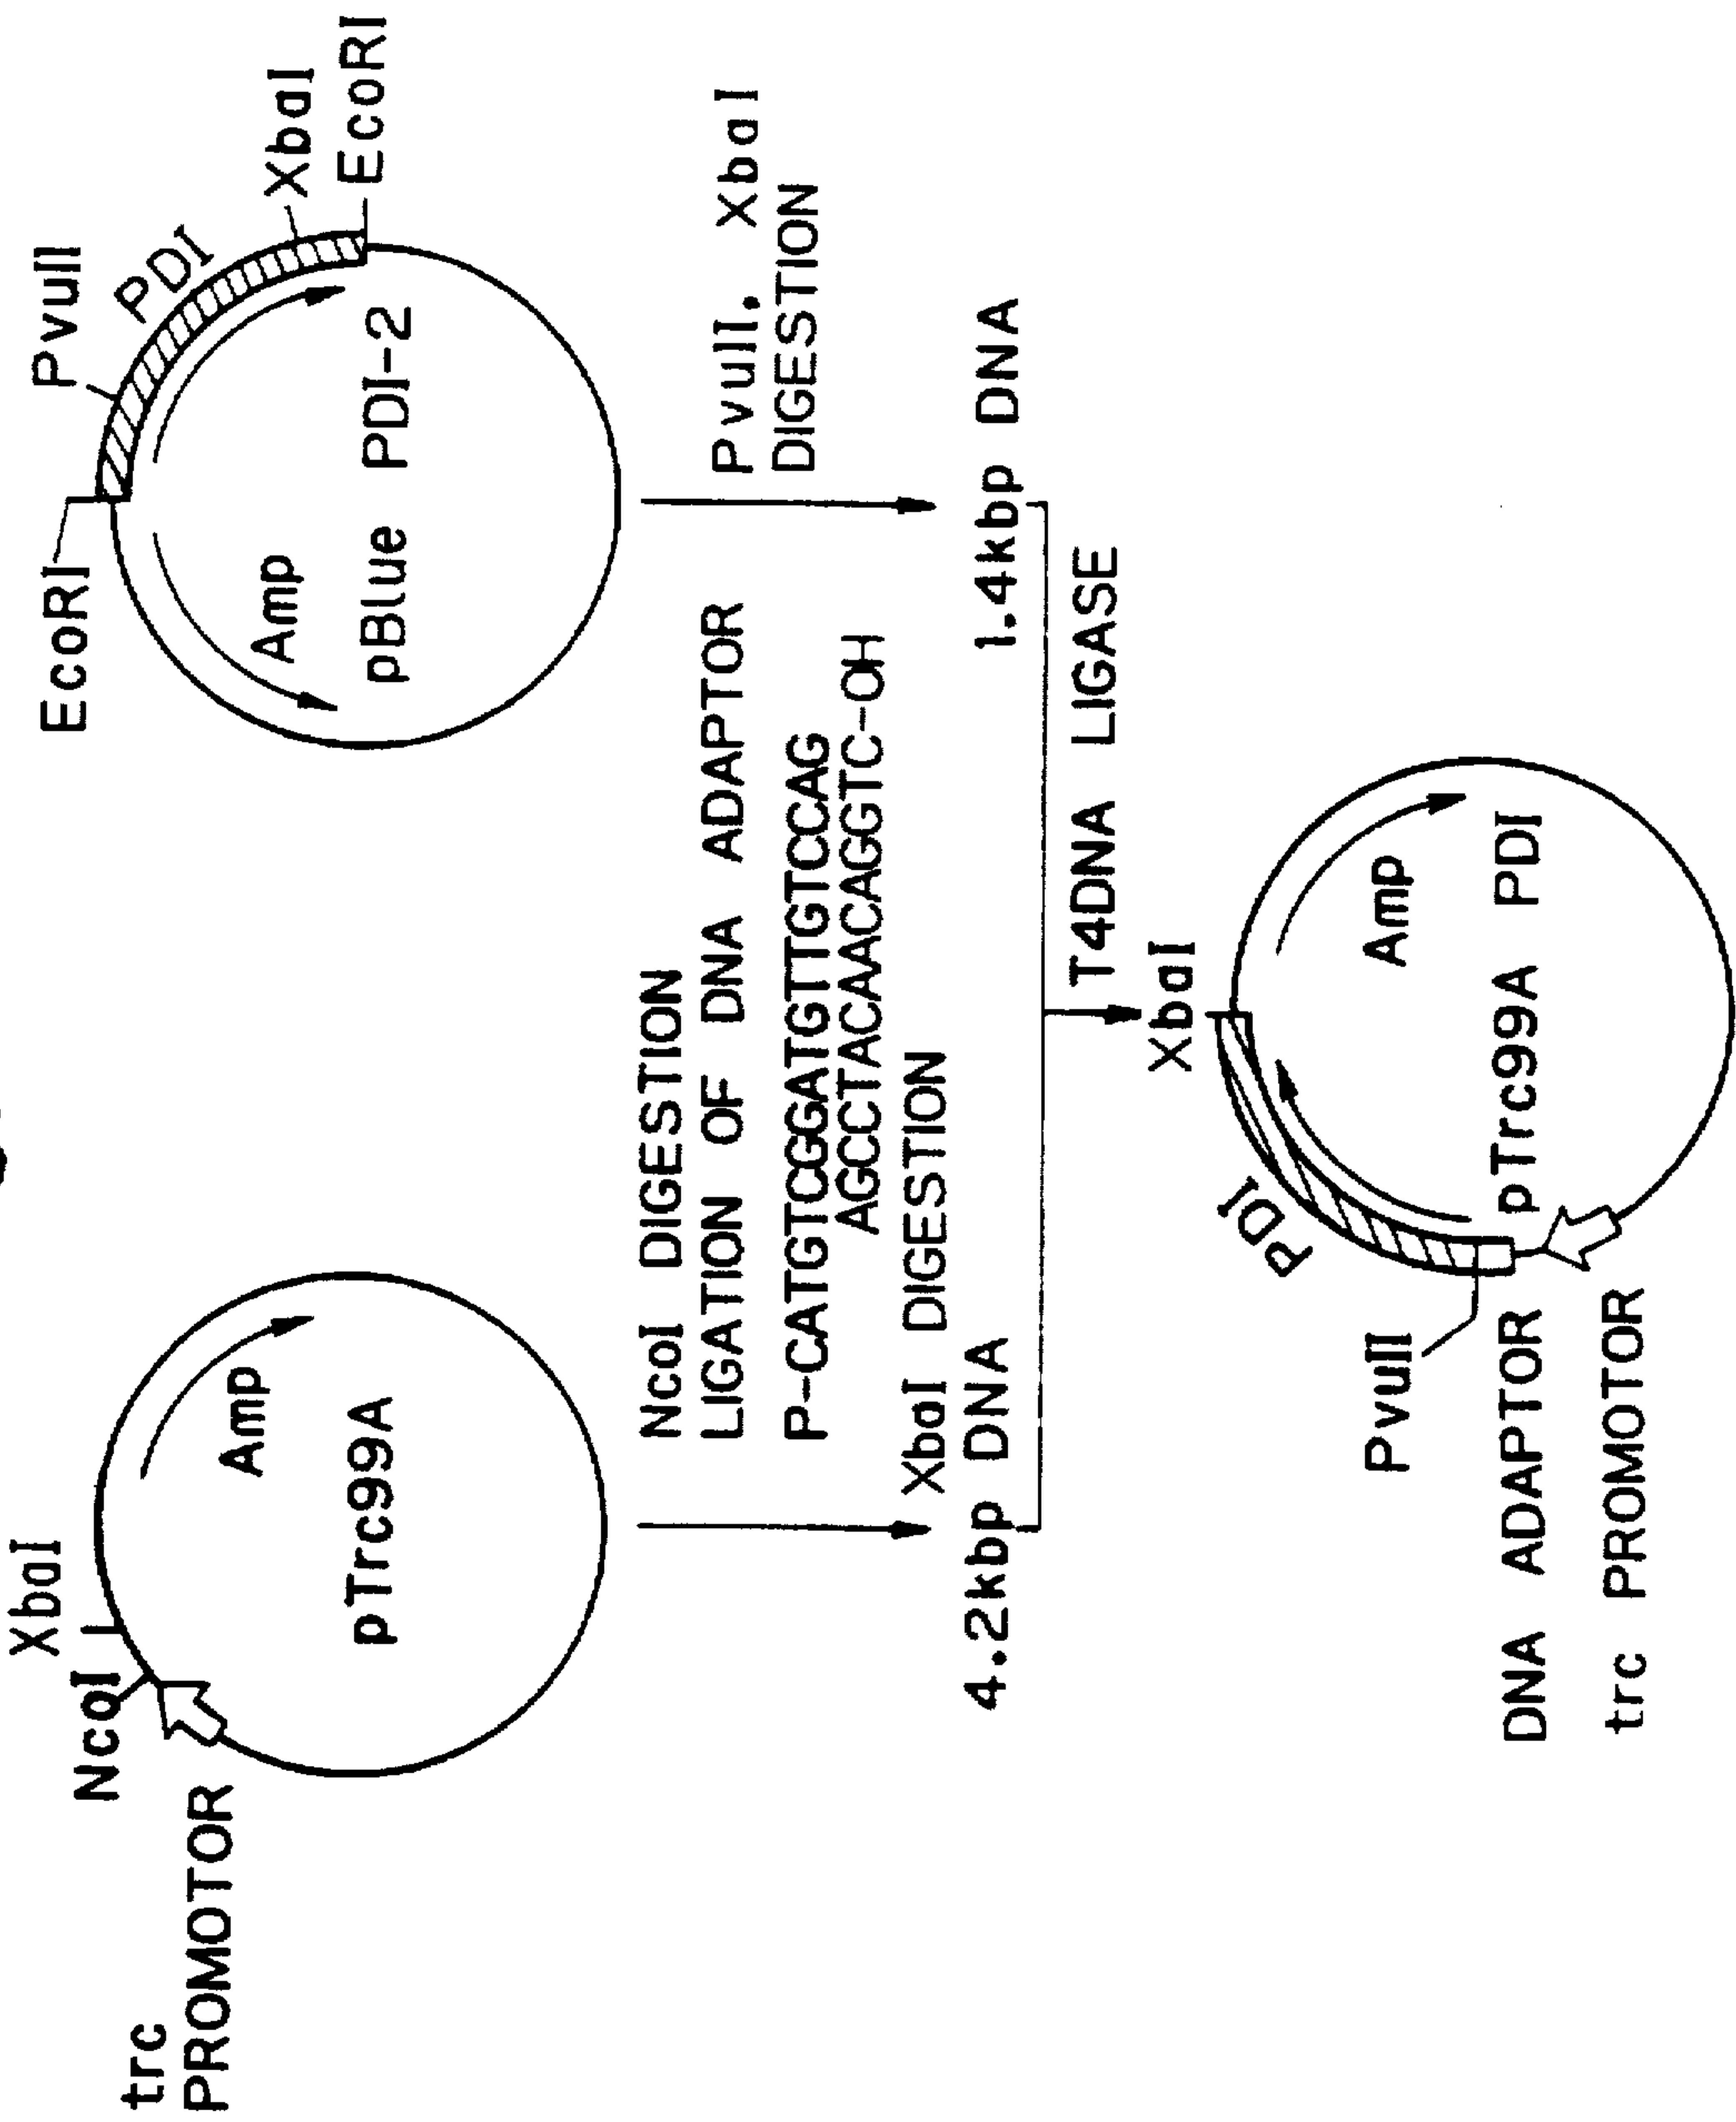 trc
PROMOTOR
NcoI
XbaI
Amp
pTrc99A
EcoRI
PvuII
PDI
XbaI
EcoRI
Amp
pBlue PDI-2
NcoI DIGESTION
LIGATION OF DNA ADAPTOR
P-CATGTCGGATGTTGTCCAG
AGCCTACAACAGGTC-OH
XbaI DIGESTION
PvuII. XbaI
DIGESTION
4.2kbp DNA
1.4kbp DNA
T4DNA LIGASE
XbaI
PDI
Amp
PvuII
pTrc99A PDI
DNA ADAPTOR
trc PROMOTOR